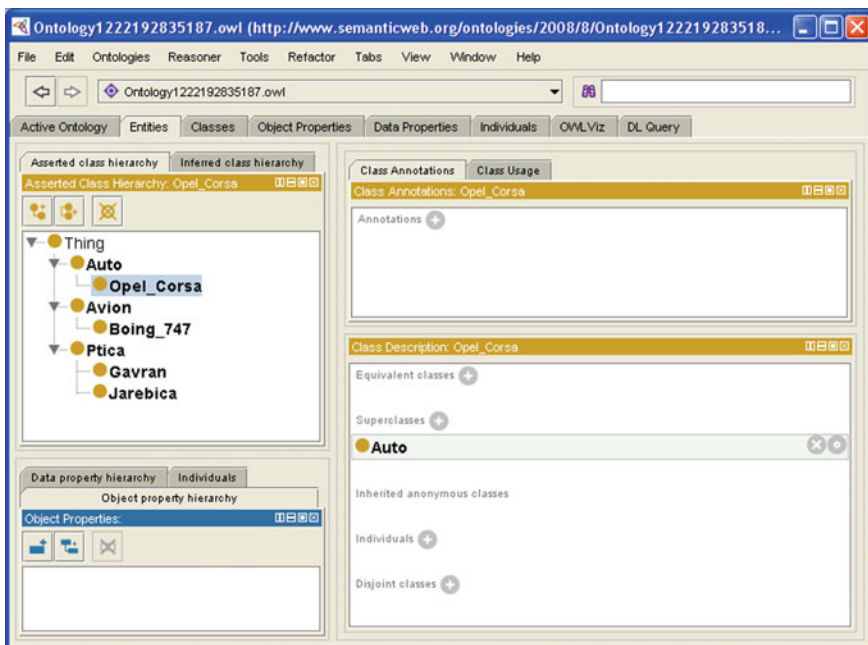 Ontology1222192835187.owl (http://www.semanticweb.org/ontologies/2008/8/Ontology122219283518...
File Edit Ontologies Reasoner Tools Refactor Tabs View Window Help
Ontology1222192835187.owl
Active Ontology Entities Classes Object Properties Data Properties Individuals OWLViz DL Query
Asserted class hierarchy Inferred class hierarchy
Asserted Class Hierarchy: Opel_Corsa
Thing
Auto
Opel_Corsa
Avion
Boing_747
Ptica
Gavran
Jarebica
Data property hierarchy Individuals
Object property hierarchy
Object Properties:
Class Annotations Class Usage
Class Annotations: Opel_Corsa
Annotations
Class Description: Opel_Corsa
Equivalent classes
Superclasses
Auto
Inherited anonymous classes
Individuals
Disjoint classes